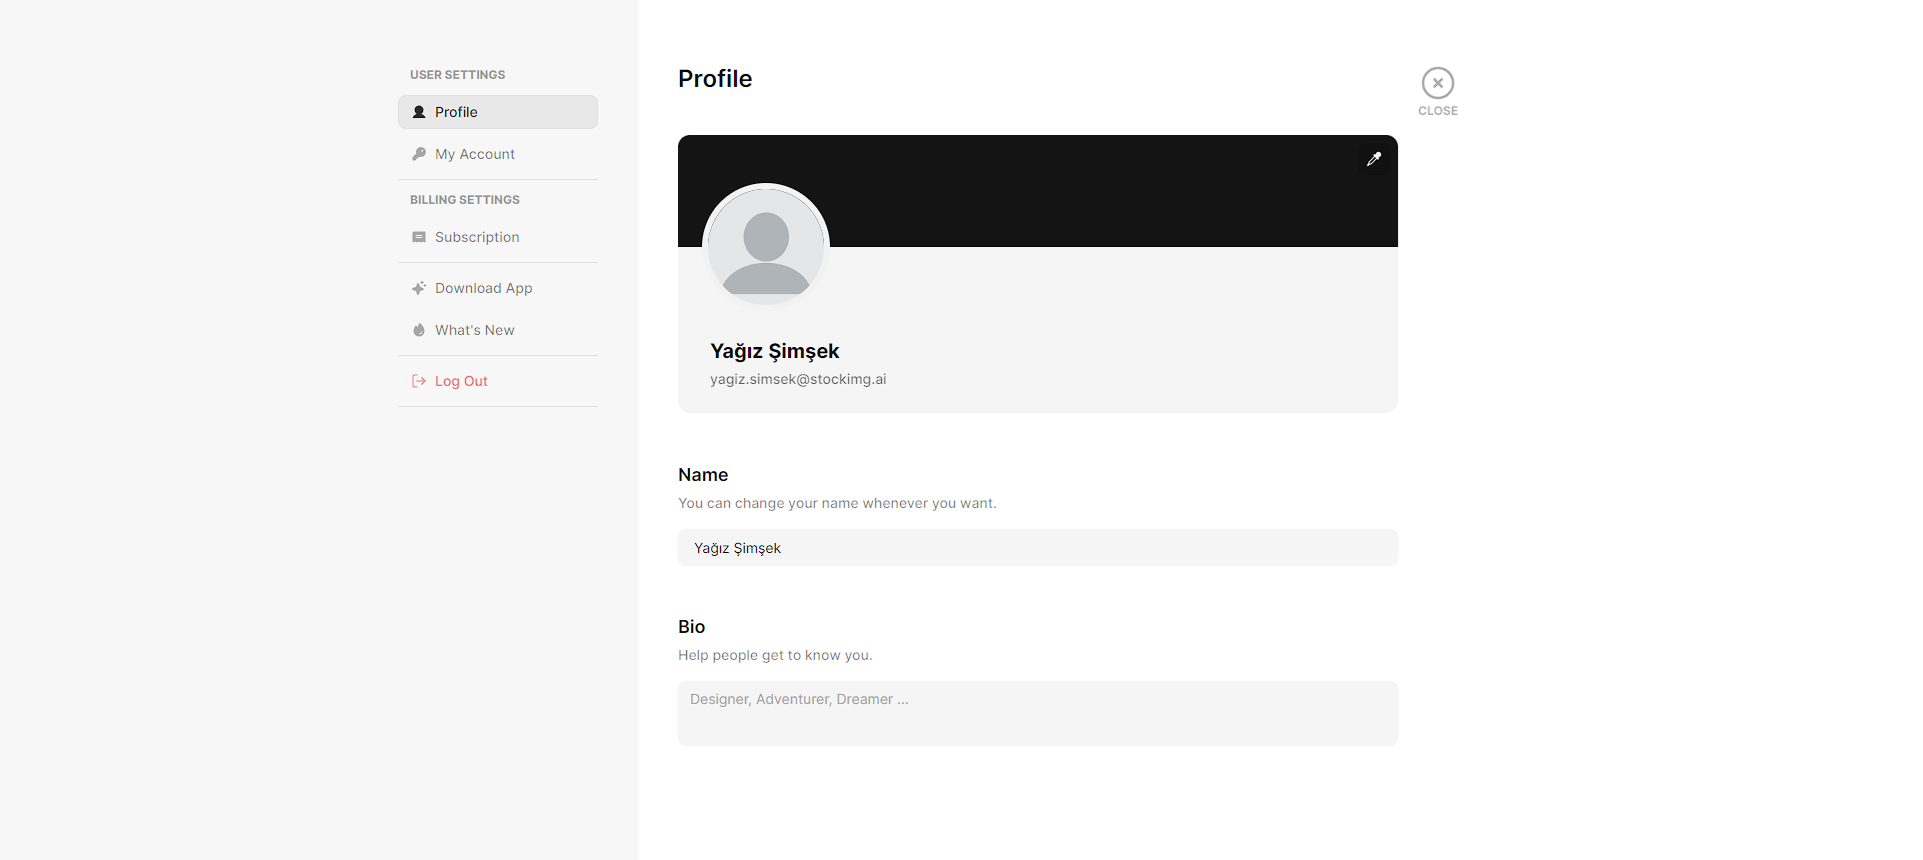 USER SETTINGS
Profile
My Account
BILLING SETTINGS
Subscription
Download App
What's New
Log Out
Profile
CLOSE
Yağız Şimşek
yagiz.simsek@stockimg.ai
Name
You can change your name whenever you want.
Yağız Şimşek
Bio
Help people get to know you.
Designer, Adventurer, Dreamer ...